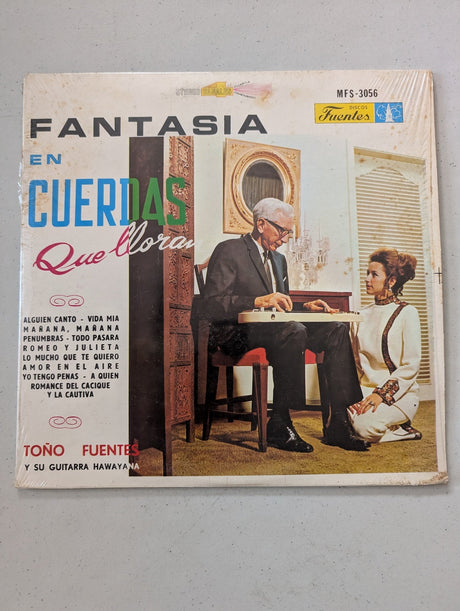 STEREO
MFS-3056
DISCOS
Fuentes
FANTASIA
EN
CUERDAS
Que lloran
ALGUIEN CANTO - VIDA MIA
MAÑANA, MAÑANA
PENUMBRAS - TODO PASARA
ROMEO Y JULIETA
LO MUCHO QUE TE QUIERO
AMOR EN EL AIRE
YO TENGO PENAS - A QUIEN
ROMANCE DEL CACIQUE
Y LA CAUTIVA
TOÑO FUENTES
Y SU GUITARRA HAWAYANA